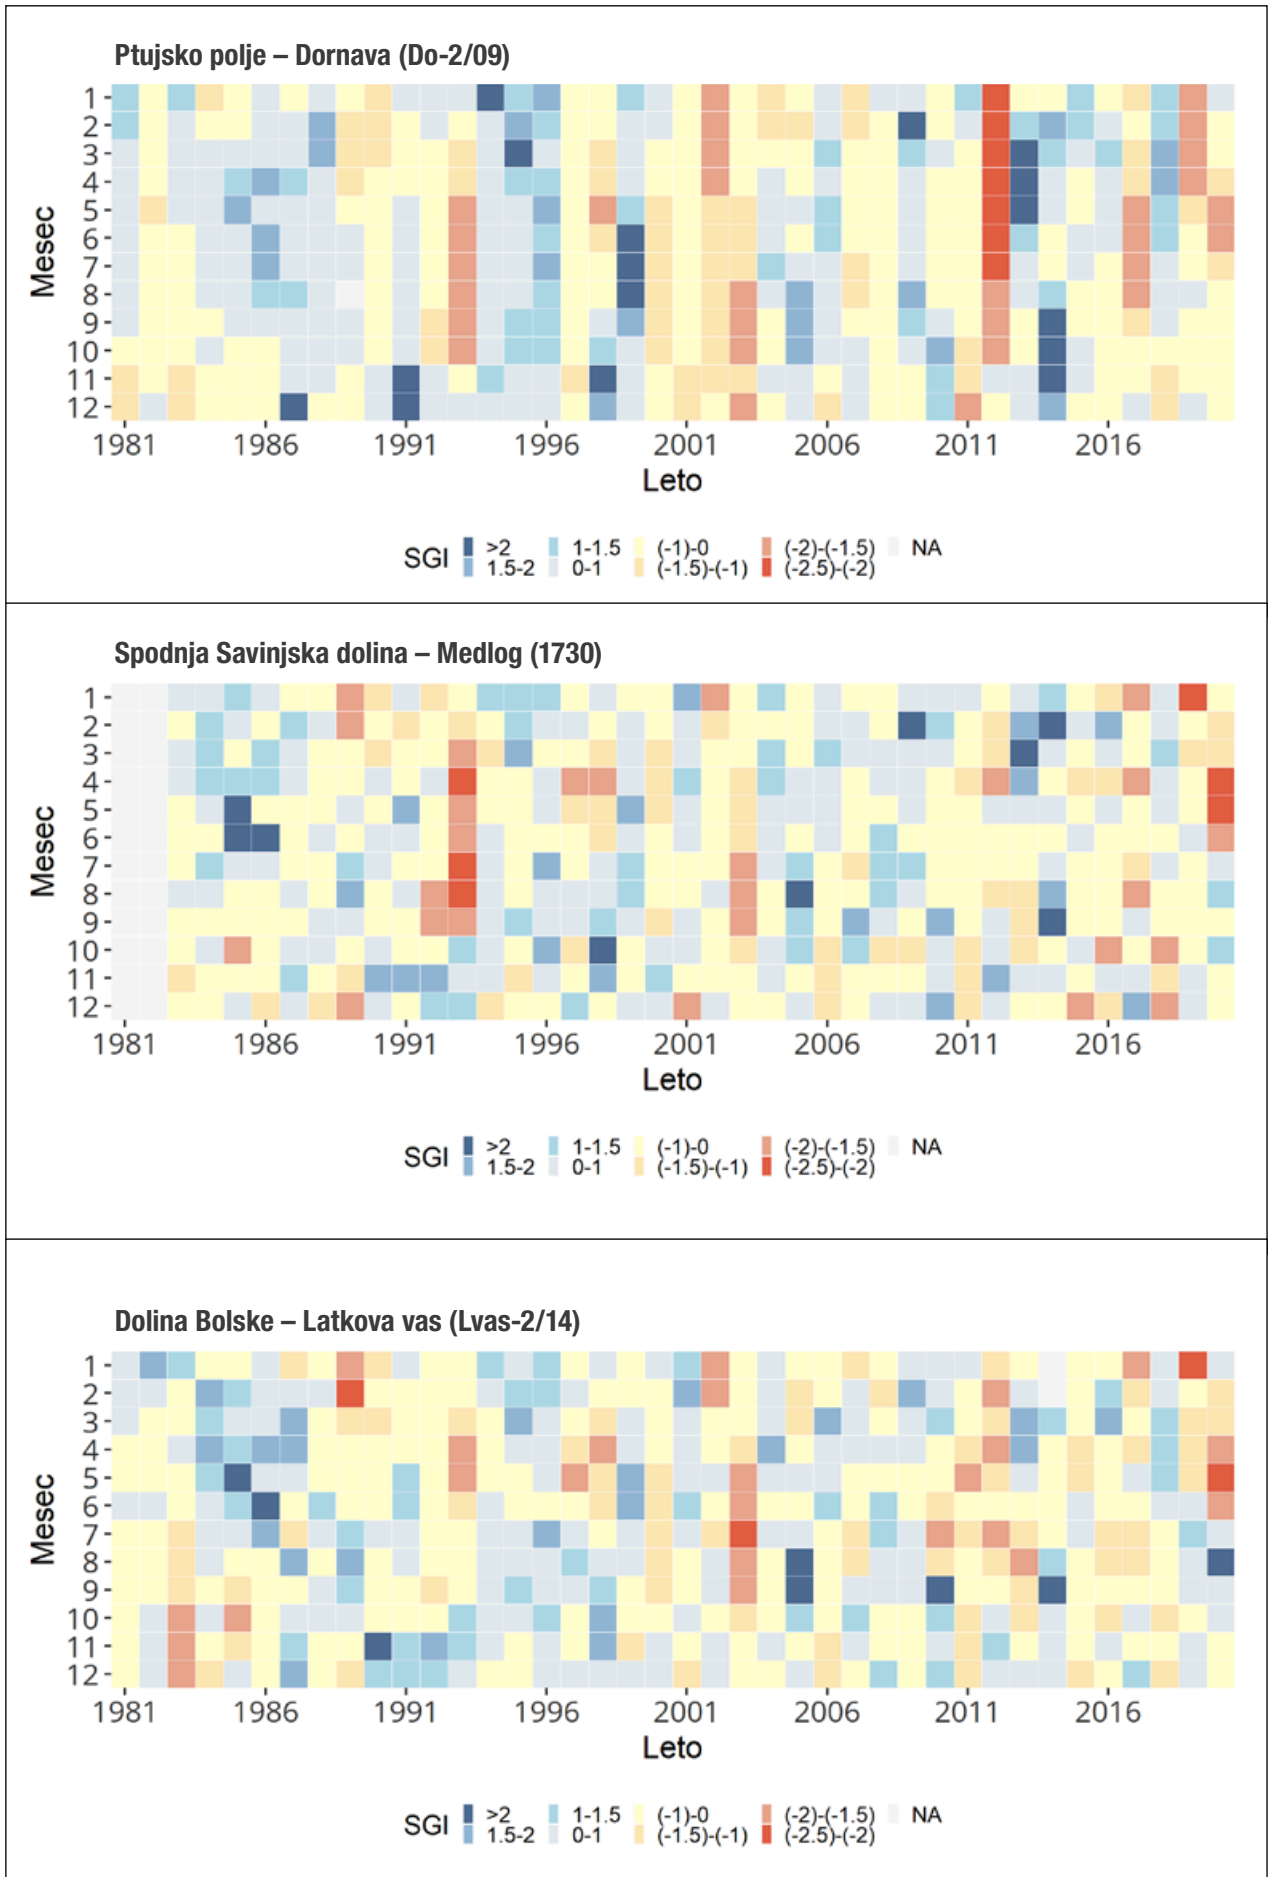 Ptujsko polje – Dornava (Do-2/09)
Mesec
1
2
3
4
5
6
7
8
9
10
11
12
1981 1986 1991 1996 2001 2006 2011 2016
Leto
SGI >2 1-1.5 (-1)-0 (-2)-(-1.5) NA
1.5-2 0-1 (-1.5)-(-1) (-2.5)-(-2)
Spodnja Savinjska dolina – Medlog (1730)
Mesec
1
2
3
4
5
6
7
8
9
10
11
12
1981 1986 1991 1996 2001 2006 2011 2016
Leto
SGI >2 1-1.5 (-1)-0 (-2)-(-1.5) NA
1.5-2 0-1 (-1.5)-(-1) (-2.5)-(-2)
Dolina Bolske – Latkova vas (Lvas-2/14)
Mesec
1
2
3
4
5
6
7
8
9
10
11
12
1981 1986 1991 1996 2001 2006 2011 2016
Leto
SGI >2 1-1.5 (-1)-0 (-2)-(-1.5) NA
1.5-2 0-1 (-1.5)-(-1) (-2.5)-(-2)